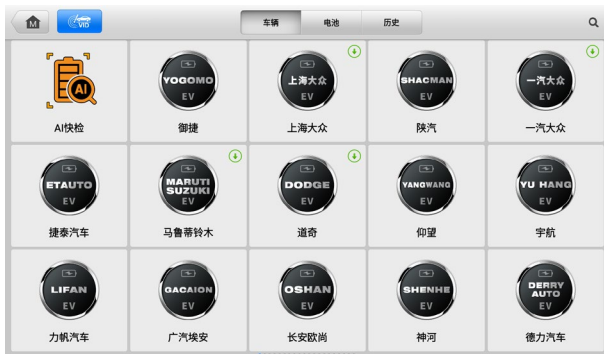 M
VID
车辆
电池
历史
AI
AI快检
YOGOMO
EV
御捷
上海大众
EV
上海大众
SHACMAN
EV
陕汽
一汽大众
EV
一汽大众
ETAUTO
EV
捷泰汽车
MARUTI
SUZUKI
EV
马鲁蒂铃木
DODGE
EV
道奇
YANGWANG
EV
仰望
YU HANG
EV
宇航
LIFAN
EV
力帆汽车
GACAION
EV
广汽埃安
OSHAN
EV
长安欧尚
SHENHE
EV
神河
DERRY
AUTO
EV
德力汽车